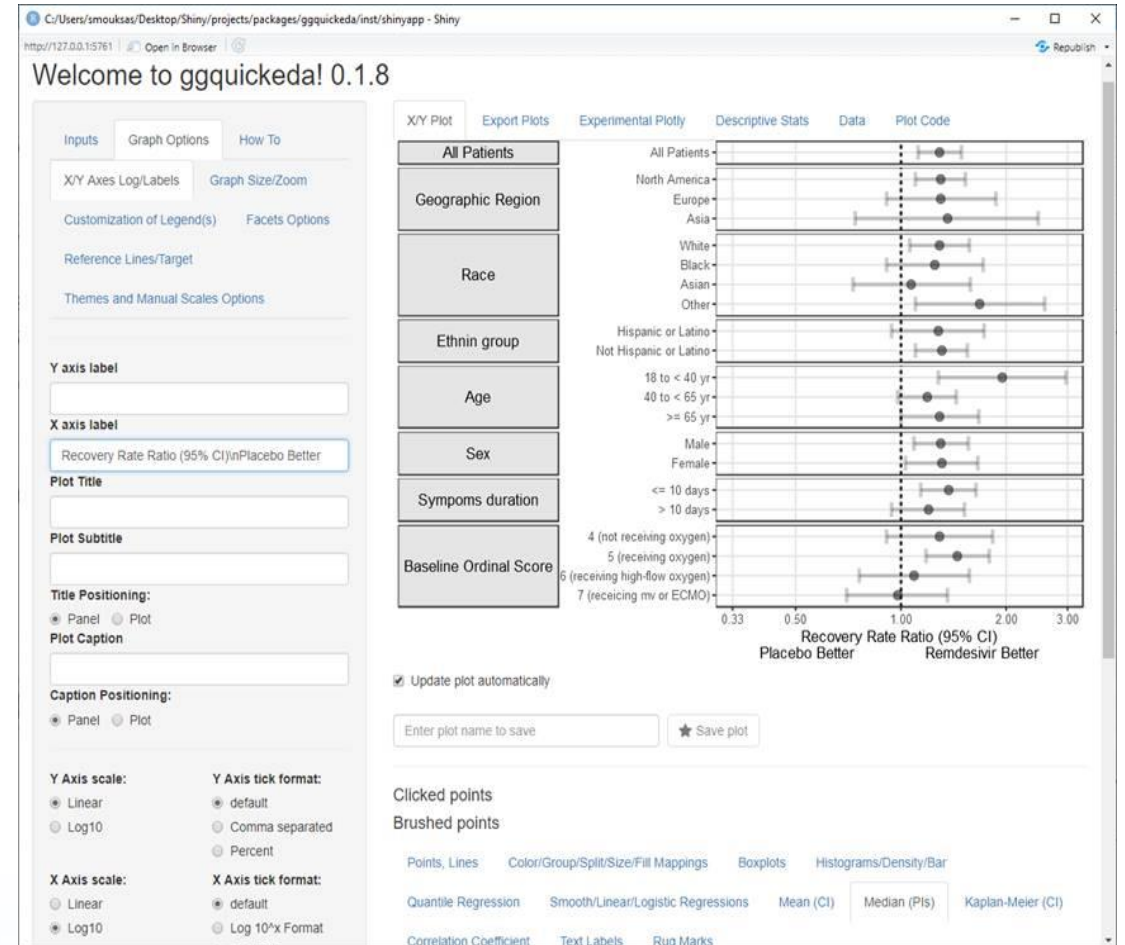 C:/Users/smouksas/Desktop/Shiny/projects/packages/ggquickeda/inst/shinyapp - Shiny
http://127.0.0.1:5761 Open in Browser Republish
Welcome to ggquickeda! 0.1.8
Inputs Graph Options How To
X/Y Axes Log/Labels Graph Size/Zoom
Customization of Legend(s) Facets Options
Reference Lines/Target
Themes and Manual Scales Options
Y axis label
X axis label
Recovery Rate Ratio (95% CI)\nPlacebo Better
Plot Title
Plot Subtitle
Title Positioning:
Panel Plot
Plot Caption
Caption Positioning:
Panel Plot
Y Axis scale: Y Axis tick format:
Linear default
Log10 Comma separated
Percent
X Axis scale: X Axis tick format:
Linear default
Log10 Log 10^x Format
X/Y Plot Export Plots Experimental Plotly Descriptive Stats Data Plot Code
All Patients All Patients
Geographic Region
North America
Europe
Asia
Race
White
Black
Asian
Other
Ethnin group
Hispanic or Latino
Not Hispanic or Latino
Age
18 to < 40 yr
40 to < 65 yr
>= 65 yr
Sex
Male
Female
Sympoms duration
<= 10 days
> 10 days
Baseline Ordinal Score
4 (not receiving oxygen)
5 (receiving oxygen)
6 (receiving high-flow oxygen)
7 (receicing mv or ECMO)
0.33 0.50 1.00 2.00 3.00
Recovery Rate Ratio (95% CI)
Placebo Better Remdesivir Better
Update plot automatically
Enter plot name to save Save plot
Clicked points
Brushed points
Points, Lines Color/Group/Split/Size/Fill Mappings Boxplots Histograms/Density/Bar
Quantile Regression Smooth/Linear/Logistic Regressions Mean (CI) Median (PIs) Kaplan-Meier (CI)
Correlation Coefficient Text Labels Rug Marks